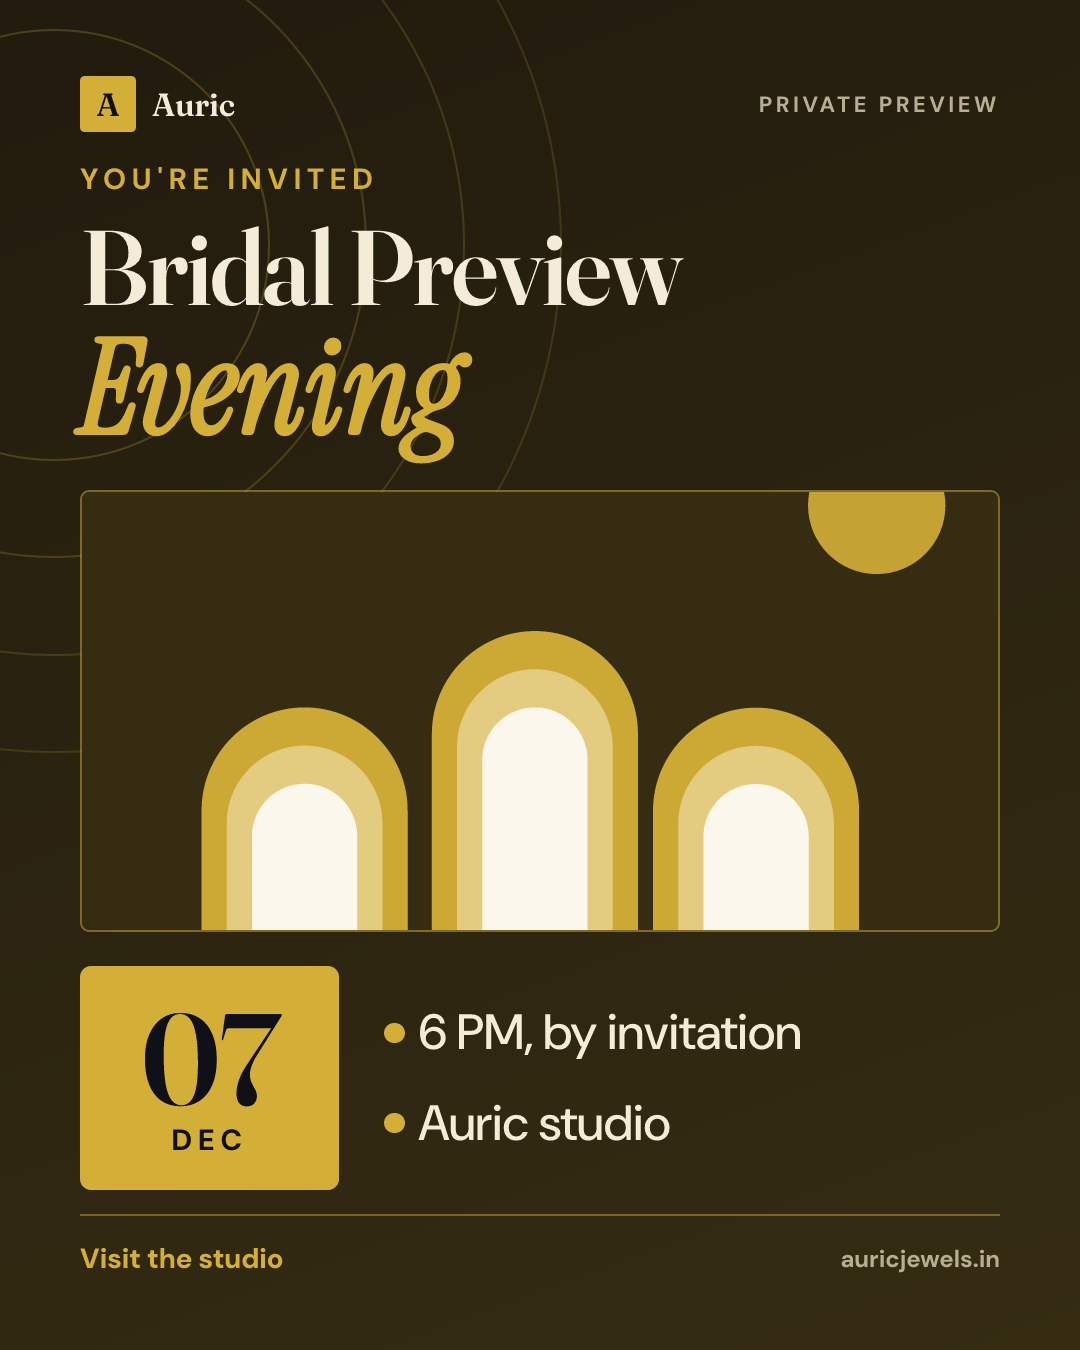 A Auric
PRIVATE PREVIEW
YOU'RE INVITED
Bridal Preview
Evening
07
DEC
6 PM, by invitation
Auric studio
Visit the studio
auricjewels.in